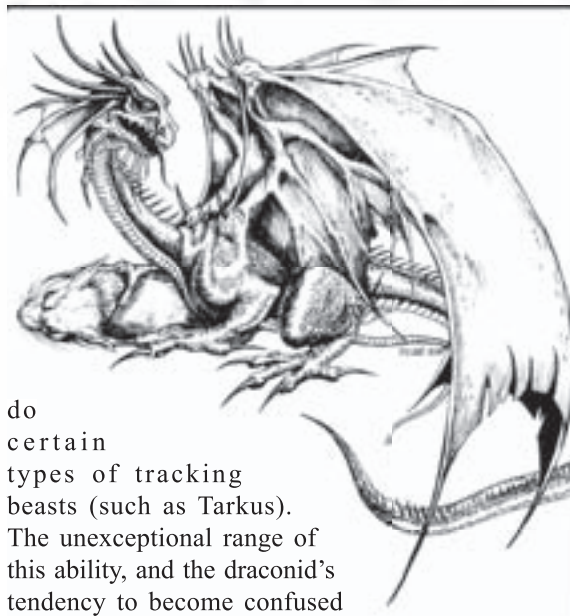 do
certain
types of tracking
beasts (such as Tarkus).
The unexceptional range of
this ability, and the draconid’s
tendency to become confused